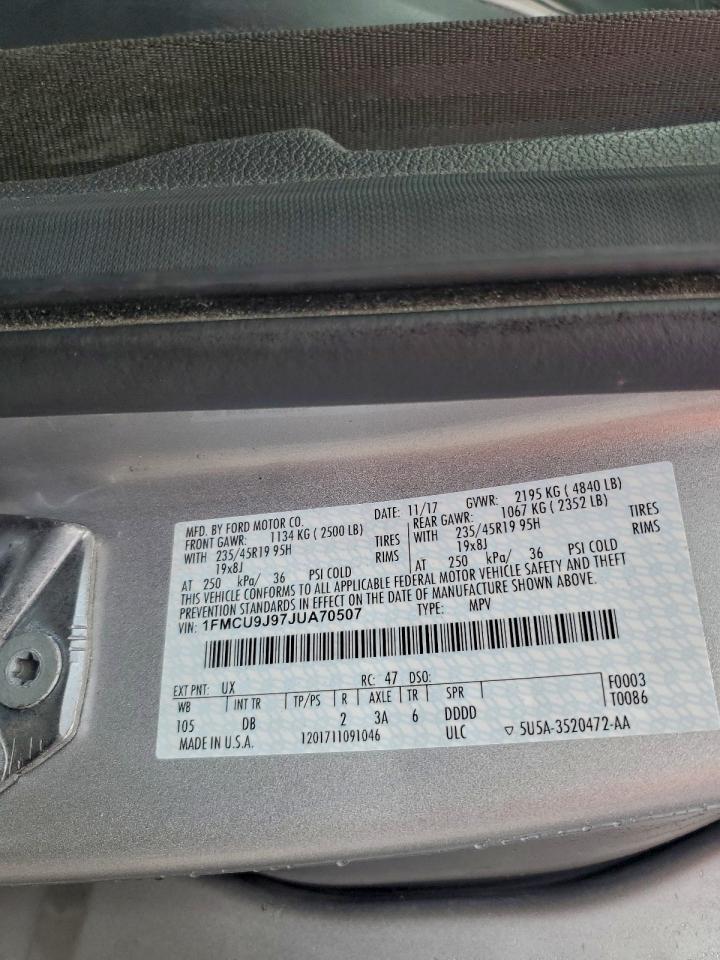 MFD. BY FORD MOTOR CO. DATE: 11/17 GVWR: 2195 KG ( 4840 LB)
FRONT GAWR: 1134 KG ( 2500 LB) REAR GAWR: 1067 KG ( 2352 LB)
WITH 235/45R19 95H TIRES WITH 235/45R19 95H TIRES
19x8J RIMS 19x8J RIMS
AT 250 kPa/ 36 PSI COLD AT 250 kPa/ 36 PSI COLD
THIS VEHICLE CONFORMS TO ALL APPLICABLE FEDERAL MOTOR VEHICLE SAFETY AND THEFT
PREVENTION STANDARDS IN EFFECT ON THE DATE OF MANUFACTURE SHOWN ABOVE.
VIN: 1FMCU9J97JUA70507 TYPE: MPV
EXT PNT: UX RC: 47 DSO: F0003
WB INT TR TP/PS R AXLE TR SPR T0086
105 DB 2 3A 6 DDDD
MADE IN U.S.A. 1201711091046 ULC ▽ 5U5A-3520472-AA